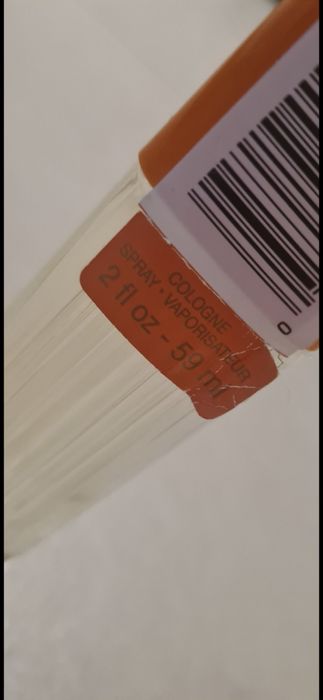 COLOGNE
SPRAY • VAPORISATEUR
2 fl oz - 59 ml
0